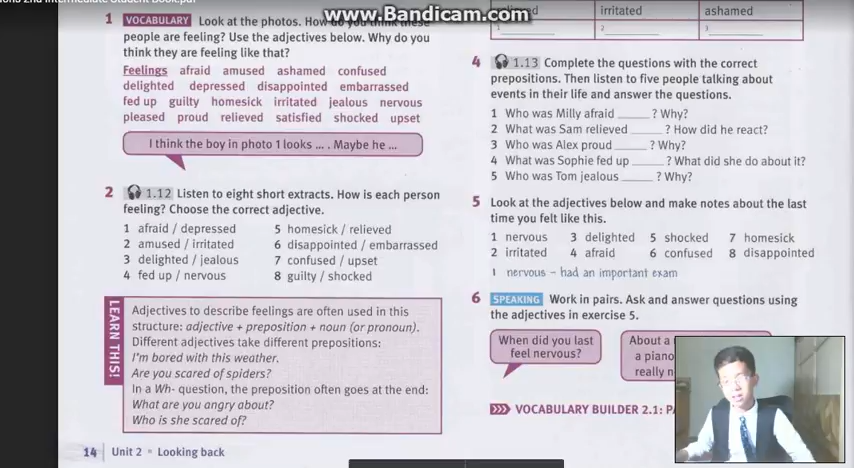 ons 2nd Intermediate Student Book.pdf
www.Bandicam.com
1 VOCABULARY Look at the photos. How do you think these
people are feeling? Use the adjectives below. Why do you
think they are feeling like that?
Feelings afraid amused ashamed confused
delighted depressed disappointed embarrassed
fed up guilty homesick irritated jealous nervous
pleased proud relieved satisfied shocked upset
I think the boy in photo 1 looks ... . Maybe he ...
2 1.12 Listen to eight short extracts. How is each person
feeling? Choose the correct adjective.
1 afraid / depressed
2 amused / irritated
3 delighted / jealous
4 fed up / nervous
5 homesick / relieved
6 disappointed / embarrassed
7 confused / upset
8 guilty / shocked
LEARN THIS!
Adjectives to describe feelings are often used in this
structure: adjective + preposition + noun (or pronoun).
Different adjectives take different prepositions:
I'm bored with this weather.
Are you scared of spiders?
In a Wh- question, the preposition often goes at the end:
What are you angry about?
Who is she scared of?
14 Unit 2 ▪ Looking back
irritated ashamed
1 ________ 2 ________ 3 ________
4 1.13 Complete the questions with the correct
prepositions. Then listen to five people talking about
events in their life and answer the questions.
1 Who was Milly afraid ______ ? Why?
2 What was Sam relieved ______ ? How did he react?
3 Who was Alex proud ______ ? Why?
4 What was Sophie fed up ______ ? What did she do about it?
5 Who was Tom jealous ______ ? Why?
5 Look at the adjectives below and make notes about the last
time you felt like this.
1 nervous 3 delighted 5 shocked 7 homesick
2 irritated 4 afraid 6 confused 8 disappointed
1 nervous – had an important exam
6 SPEAKING Work in pairs. Ask and answer questions using
the adjectives in exercise 5.
When did you last
feel nervous?
About a
a piano
really n
VOCABULARY BUILDER 2.1: P